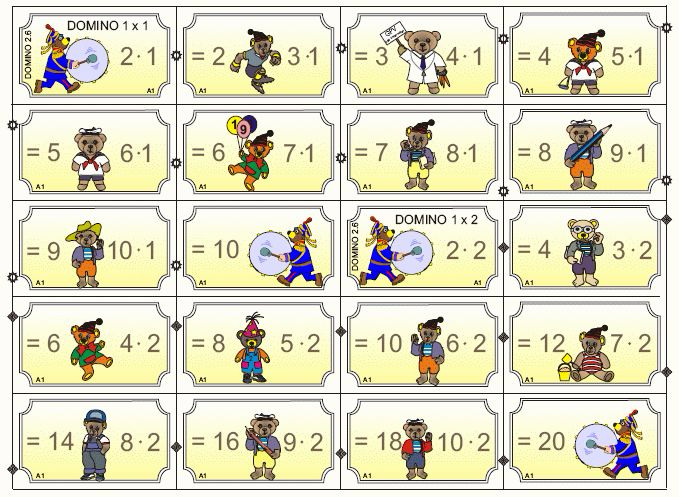 DOMINO 2.6 DOMINO 1 x 1
2·1
A1
= 2 3·1
= 3 4·1
A1
= 4 5·1
A1
= 5 6·1
A1
= 6 7·1
A1
= 7 8·1
A1
= 8 9·1
A1
= 9 10·1
A1
= 10
A1
DOMINO 2.6 DOMINO 1 x 2
2·2
A1
= 4 3·2
A1
= 6 4·2
A1
= 8 5·2
A1
= 10 6·2
A1
= 12 7·2
A1
= 14 8·2
A1
= 16 9·2
A1
= 18 10·2
A1
= 20
A1